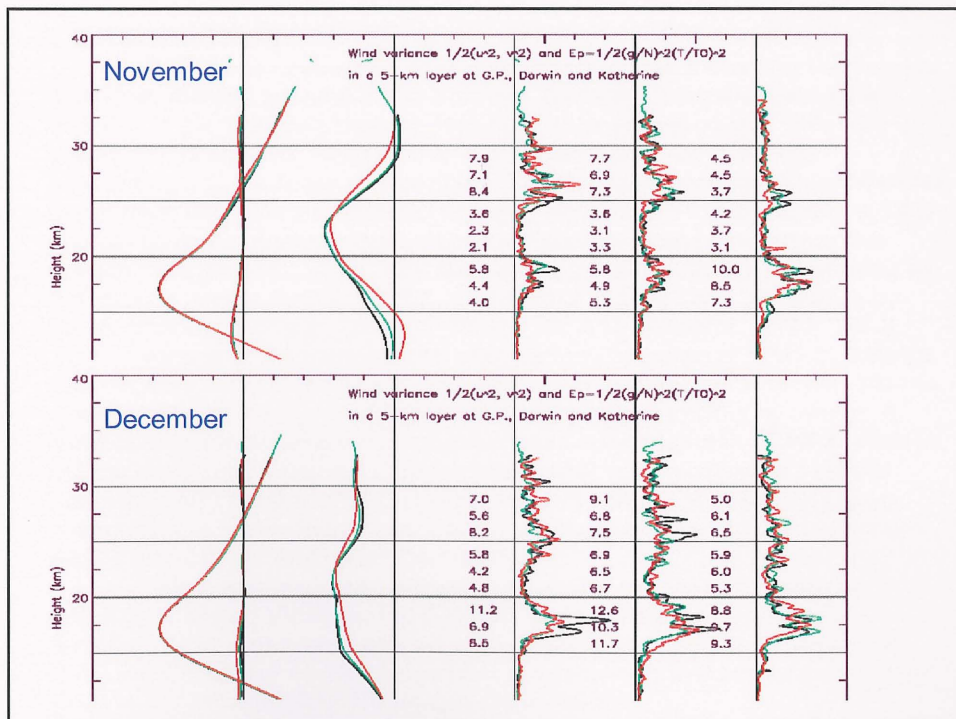 40
Wind variance 1/2(u^2, v^2) and Ep=1/2(g/N)^2(T/T0)^2
November
in a 5-km layer at G.P., Darwin and Katherine
30
7.9 7.7 4.5
7.1 6.9 4.5
8.4 7.3 3.7
Height (km)
3.6 3.6 4.2
2.3 3.1 3.7
2.1 3.3 3.1
20
5.8 5.8 10.0
4.4 4.9 8.5
4.0 5.3 7.3
40
Wind variance 1/2(u^2, v^2) and Ep=1/2(g/N)^2(T/T0)^2
December
in a 5-km layer at G.P., Darwin and Katherine
30
7.0 9.1 5.0
5.6 6.8 6.1
8.2 7.5 6.5
Height (km)
5.8 6.9 5.9
4.2 6.5 5.0
4.8 6.7 5.3
20
11.2 12.6 8.8
6.9 10.3 9.7
8.5 11.7 9.3